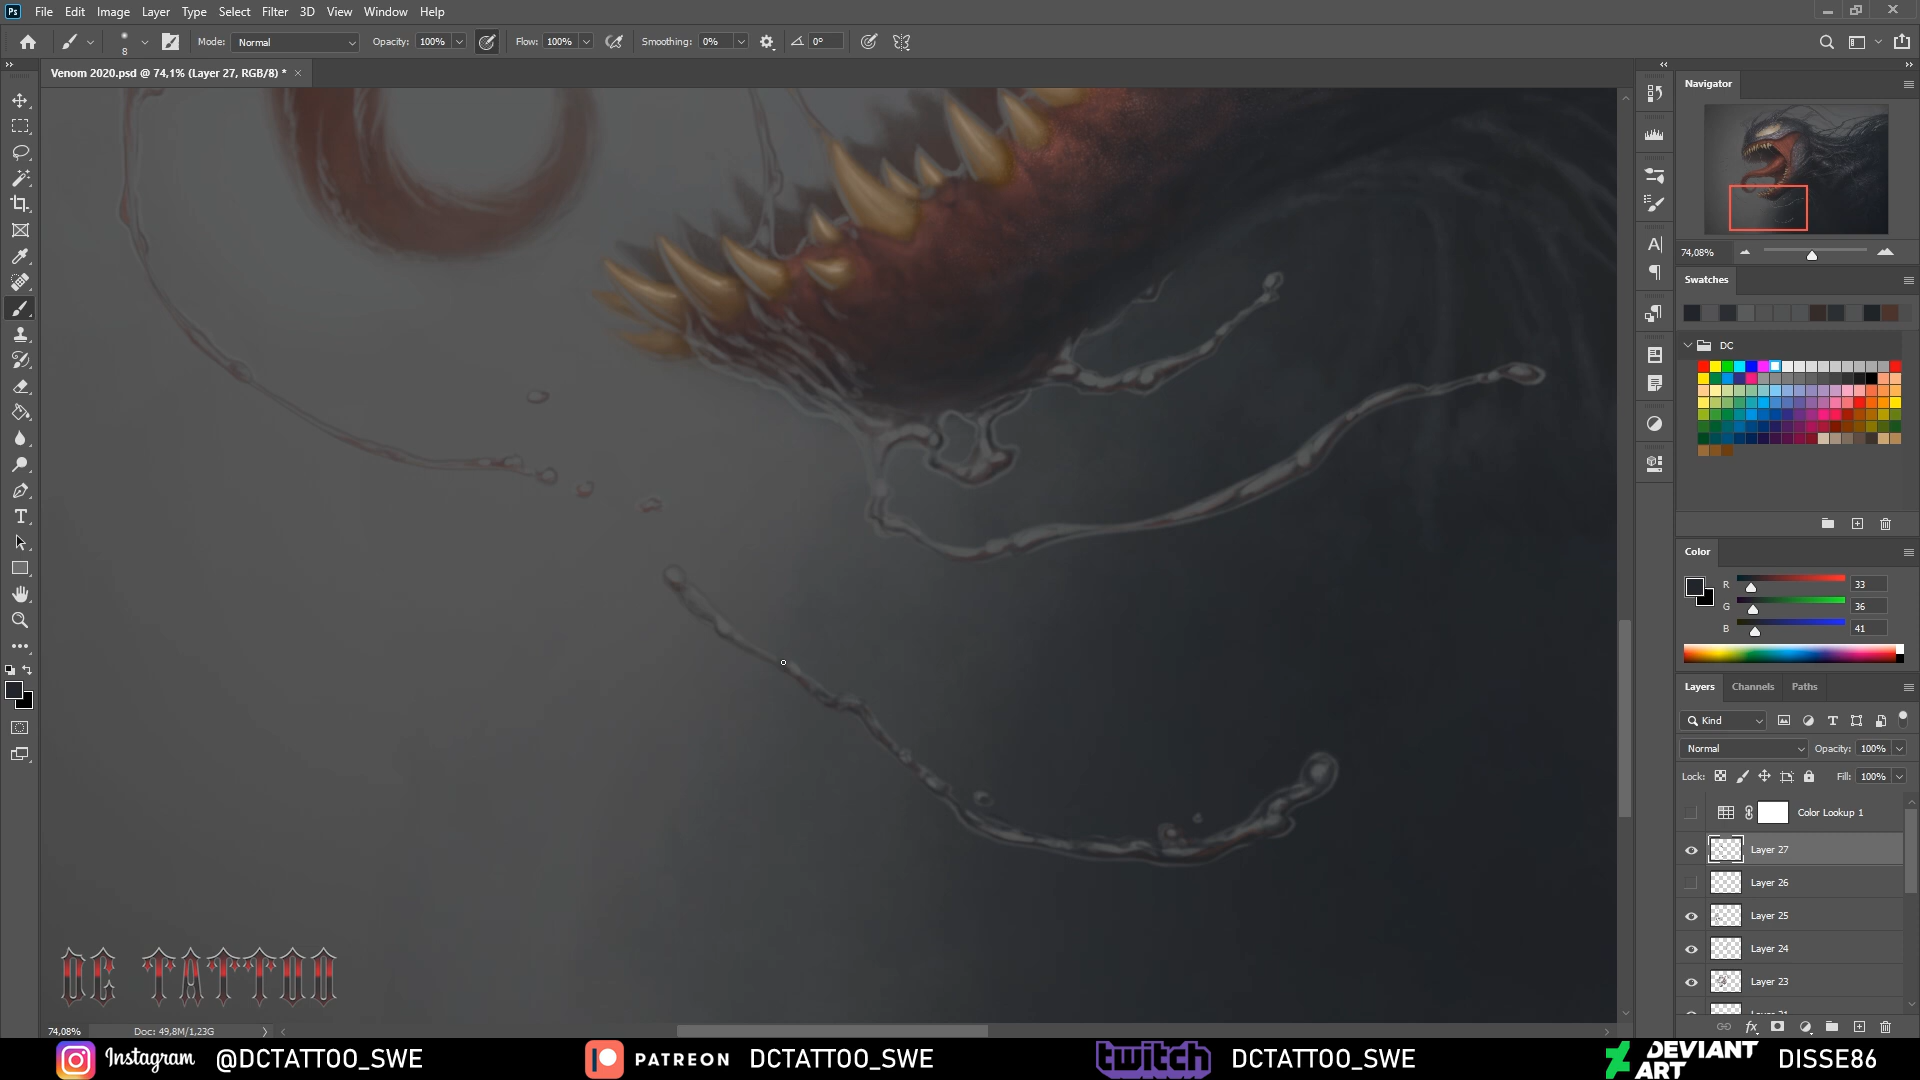 Ps File Edit Image Layer Type Select Filter 3D View Window Help
8 Mode: Normal Opacity: 100% Flow: 100% Smoothing: 0% 0°
Venom 2020.psd @ 74,1% (Layer 27, RGB/8) * ×
Navigator
74,08%
Swatches
DC
Color
R 33
G 36
B 41
Layers Channels Paths
Kind
Normal Opacity: 100%
Lock: Fill: 100%
Color Lookup 1
Layer 27
Layer 26
Layer 25
Layer 24
Layer 23
DC TATTOO
74,08% Doc: 49,8M/1,23G
Instagram @DCTATTOO_SWE PATREON DCTATTOO_SWE twitch DCTATTOO_SWE DEVIANT ART DISSE86